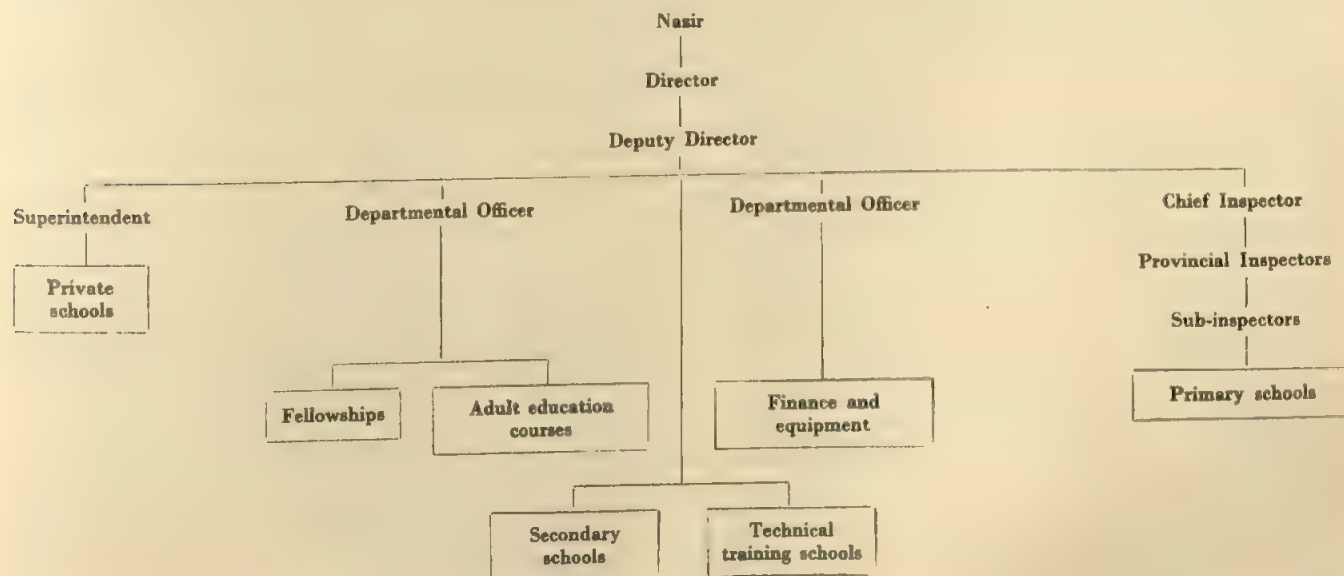 Nazir
Director
Deputy Director
Superintendent
Departmental Officer
Departmental Officer
Chief Inspector
Provincial Inspectors
Sub-inspectors
Private
schools
Fellowships
Adult education
courses
Finance and
equipment
Primary schools
Secondary
schools
Technical
training schools